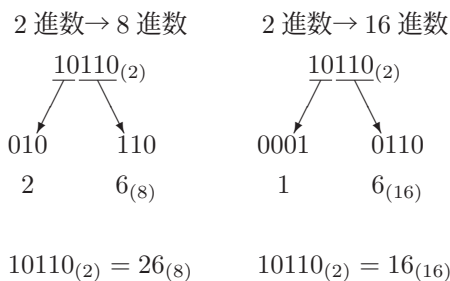 2 進数→ 8 進数
10110(2)
010 110
2 6(8)
10110(2) = 26(8)
2 進数→ 16 進数
10110(2)
0001 0110
1 6(16)
10110(2) = 16(16)